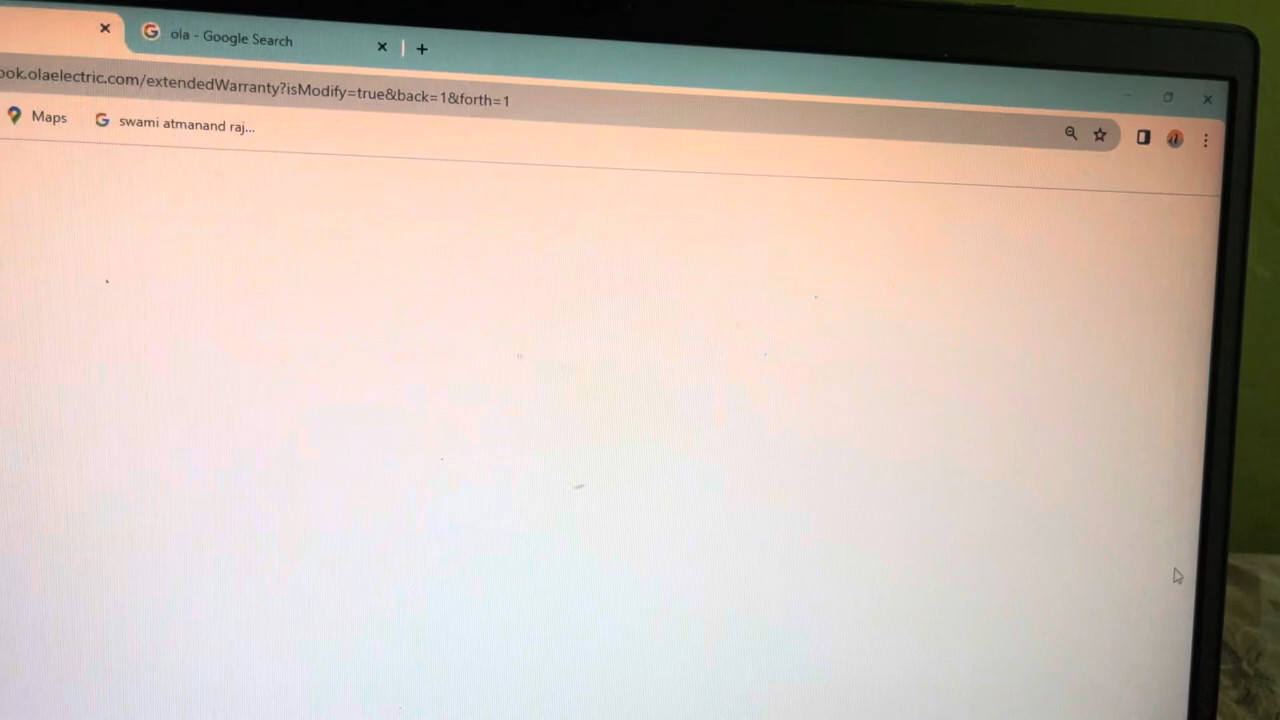 ola - Google Search
ook.olaelectric.com/extendedWarranty?isModify=true&back=1&forth=1
Maps
swami atmanand raj...